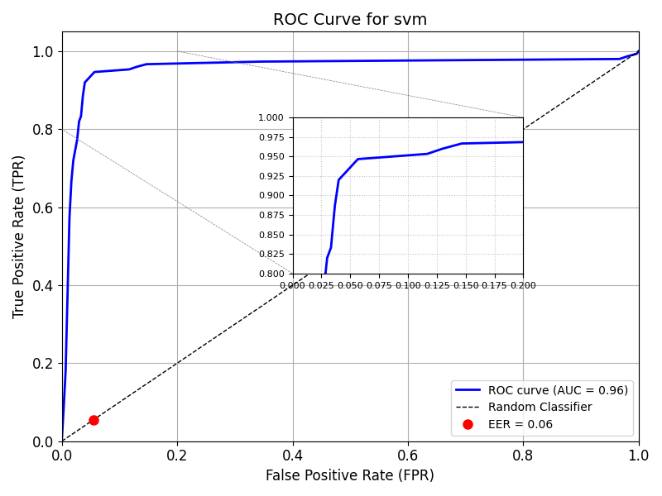 ROC Curve for svm
True Positive Rate (TPR)
1.0
0.8
0.6
0.4
0.2
0.0
1.000
0.975
0.950
0.925
0.900
0.875
0.850
0.825
0.800
0.000 0.025 0.050 0.075 0.100 0.125 0.150 0.175 0.200
ROC curve (AUC = 0.96)
Random Classifier
EER = 0.06
0.0 0.2 0.4 0.6 0.8 1.0
False Positive Rate (FPR)